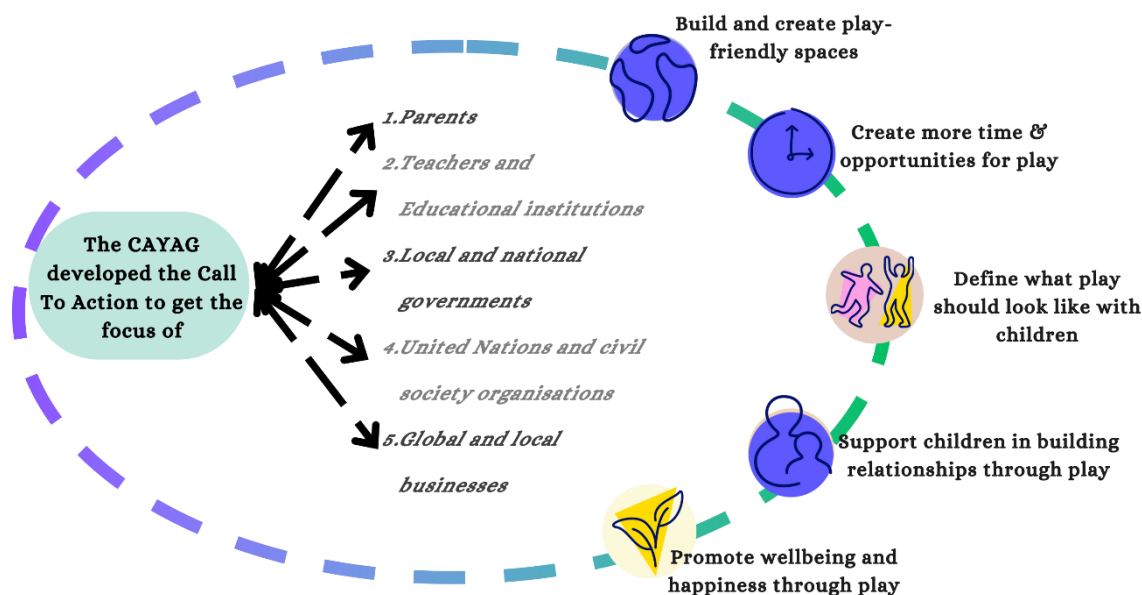 The CAYAG
developed the Call
To Action to get the
focus of
1.Parents
2.Teachers and
Educational institutions
3.Local and national
governments
4.United Nations and civil
society organisations
5.Global and local
businesses
Build and create play-
friendly spaces
Create more time &
opportunities for play
Define what play
should look like with
children
Support children in building
relationships through play
Promote wellbeing and
happiness through play